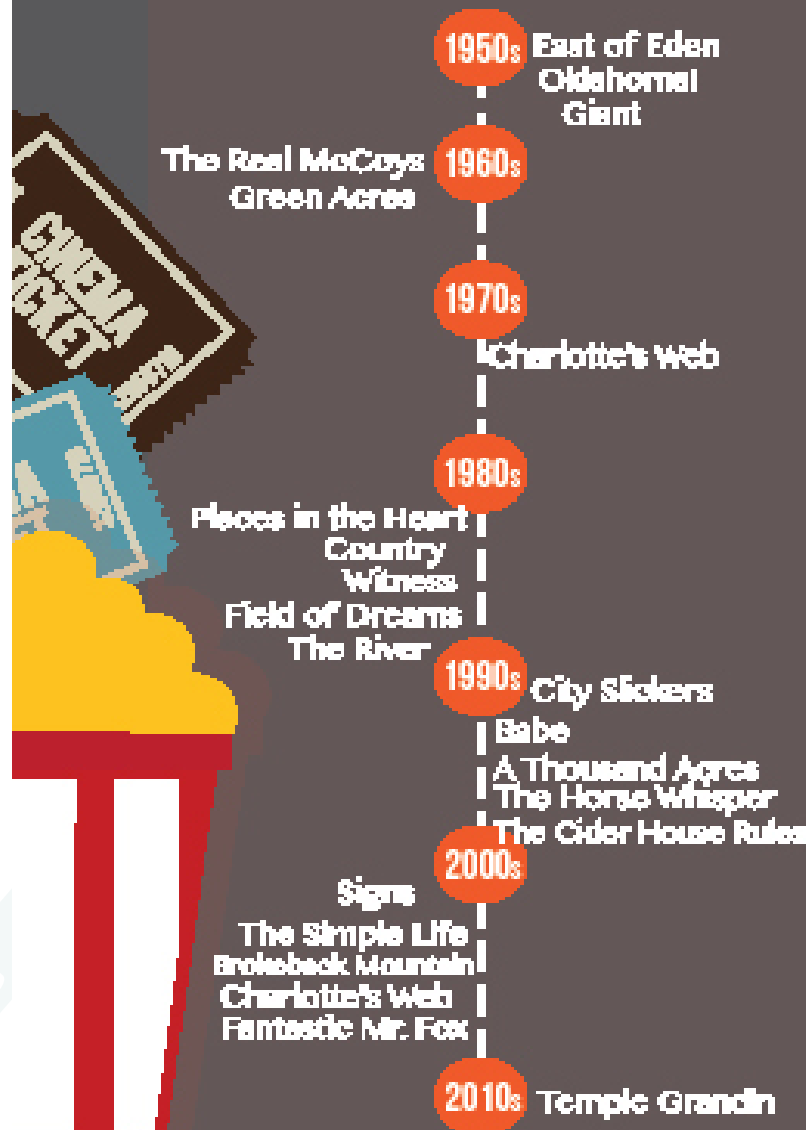 1950s
East of Eden
Oklahoma!
Giant
1960s
The Real McCoys
Green Acres
CINEMA
TICKET
1970s
Charlotte's Web
1980s
Places in the Heart
Country
Witness
Field of Dreams
The River
1990s
City Slickers
Babe
A Thousand Acres
The Horse Whisper
The Cider House Rules
2000s
Signs
The Simple Life
Brokeback Mountain
Charlotte's Web
Fantastic Mr. Fox
2010s
Temple Grandin